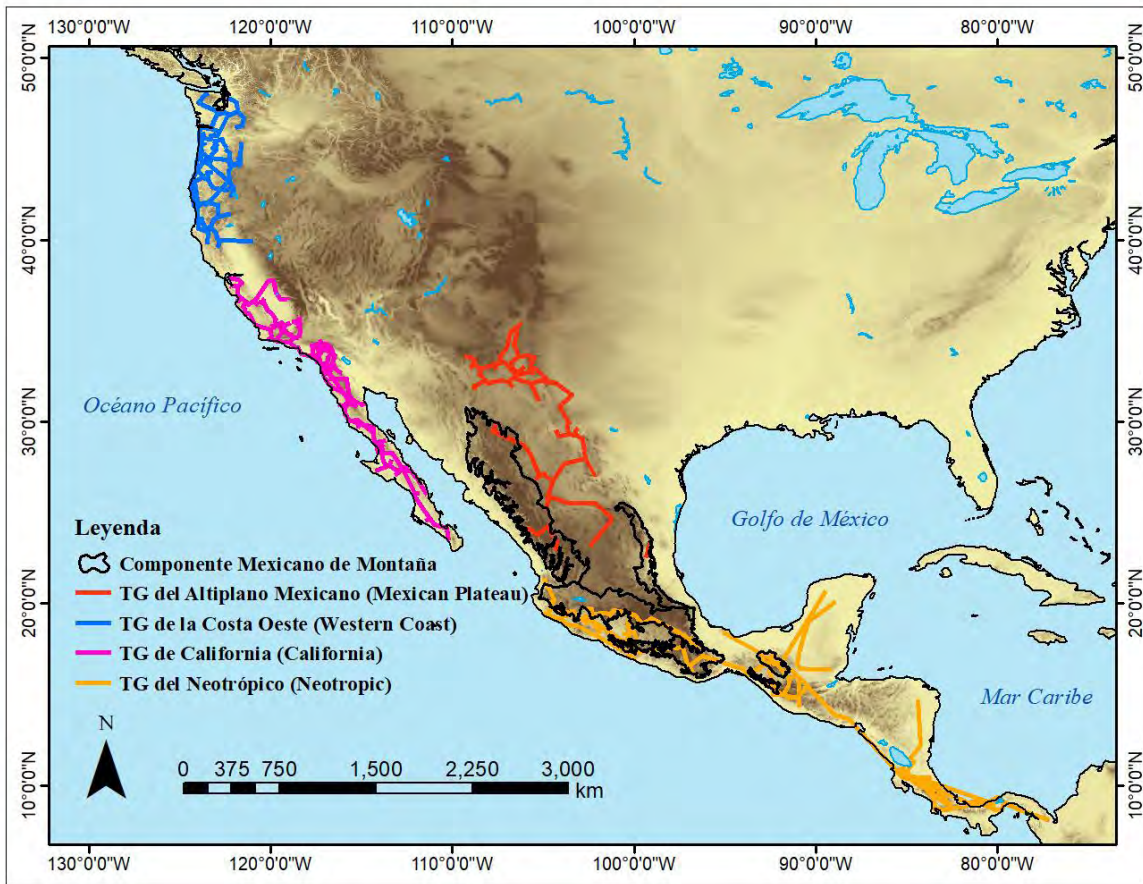 130°0'0"W 120°0'0"W 110°0'0"W 100°0'0"W 90°0'0"W 80°0'0"W
50°0'0"N 50°0'0"N
40°0'0"N 40°0'0"N
30°0'0"N 30°0'0"N
20°0'0"N 20°0'0"N
10°0'0"N 10°0'0"N
Océano Pacífico
Golfo de México
Mar Caribe
Leyenda
Componente Mexicano de Montaña
TG del Altiplano Mexicano (Mexican Plateau)
TG de la Costa Oeste (Western Coast)
TG de California (California)
TG del Neotrópico (Neotropic)
N
0 375 750 1,500 2,250 3,000
km
130°0'0"W 120°0'0"W 110°0'0"W 100°0'0"W 90°0'0"W 80°0'0"W